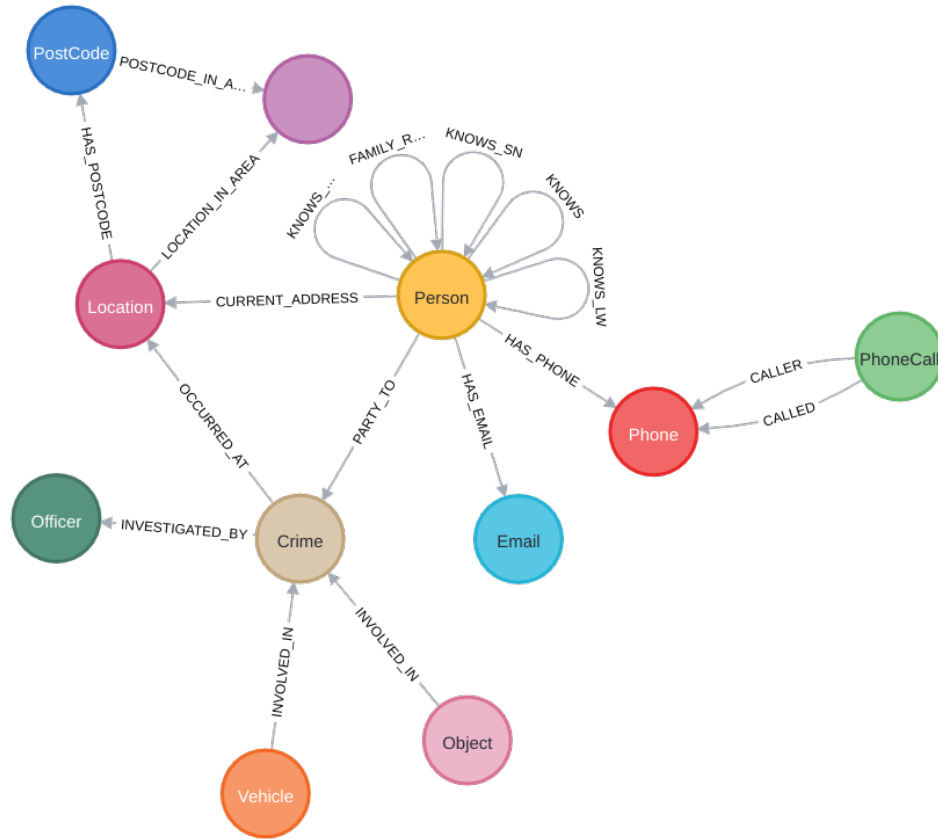 PostCode
POSTCODE_IN_A...
HAS_POSTCODE
LOCATION_IN_AREA
KNOWS_...
FAMILY_R...
KNOWS_SN
KNOWS
KNOWS_LW
Location
CURRENT_ADDRESS
Person
HAS_PHONE
CALLER
PhoneCall
CALLED
Phone
OCCURRED_AT
PARTY_TO
HAS_EMAIL
Officer
INVESTIGATED_BY
Crime
Email
INVOLVED_IN
INVOLVED_IN
Object
Vehicle